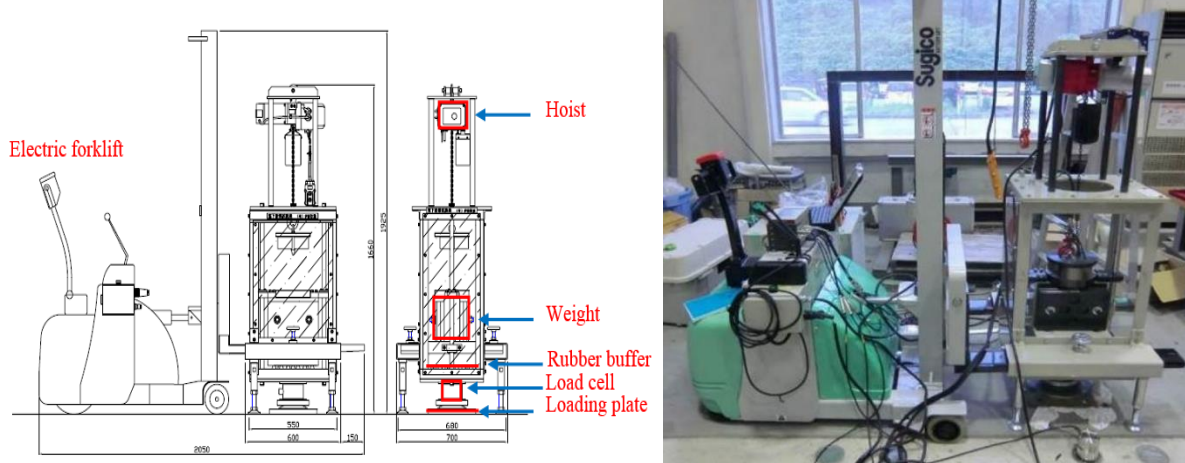 Electric forklift
Hoist
Weight
Rubber buffer
Load cell
Loading plate
1925
1660
550
600
150
2050
680
700
Sugico